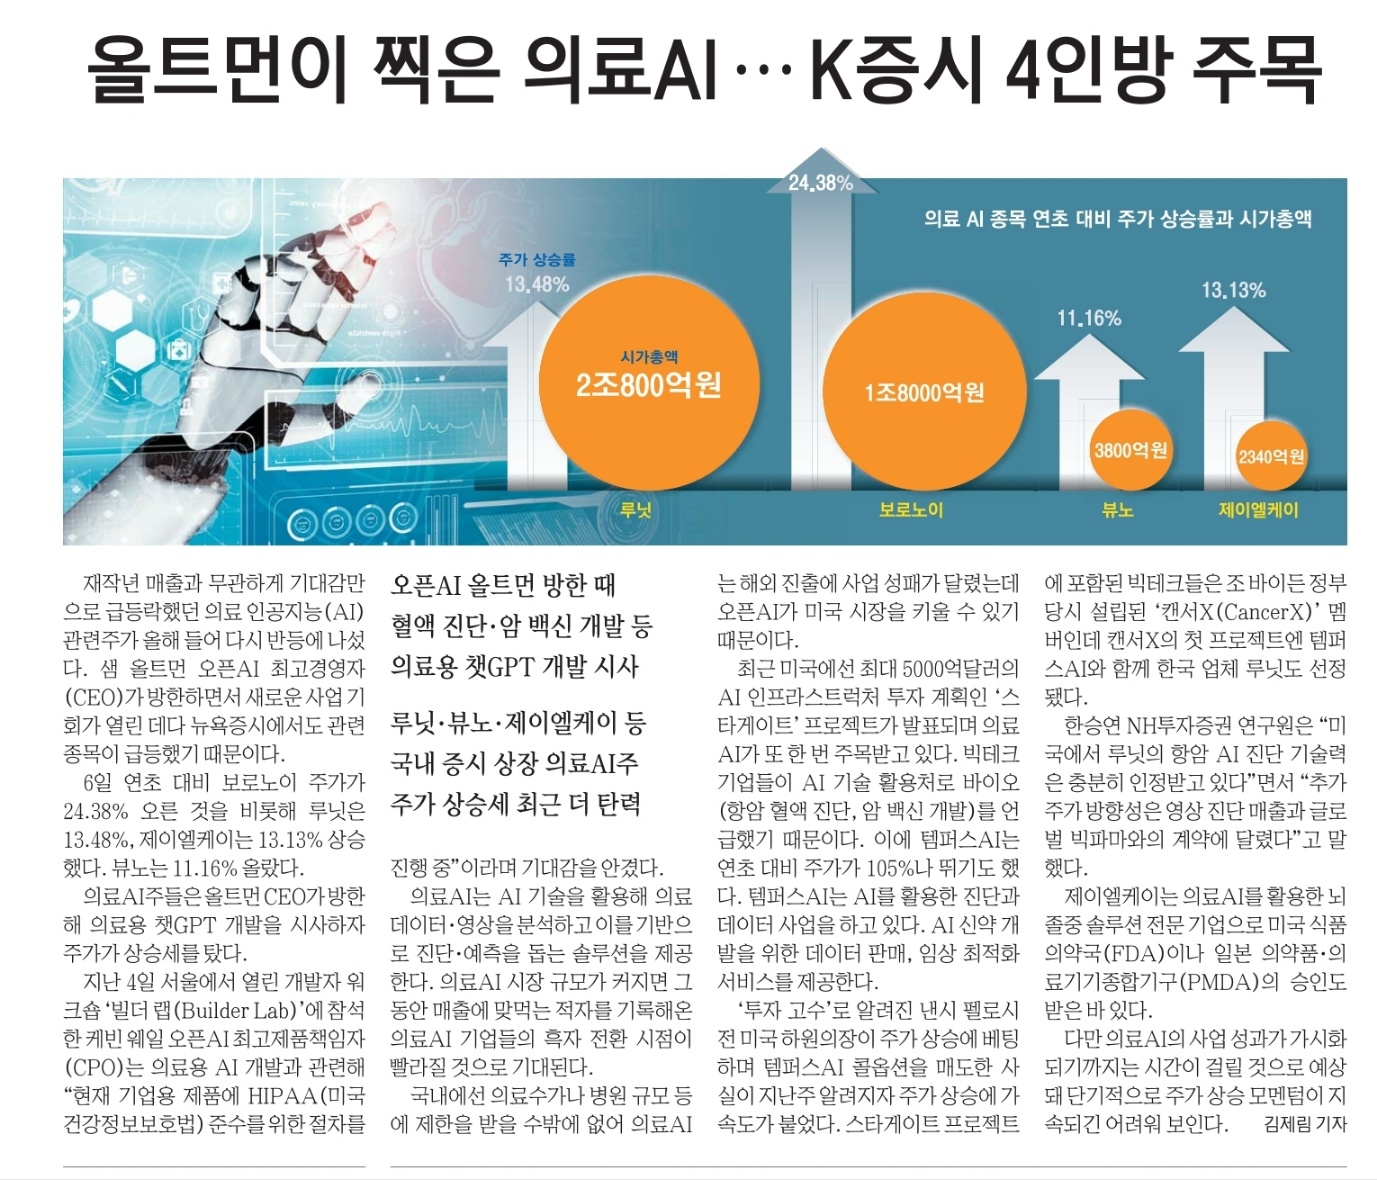 올트먼이 찍은 의료AI… K증시 4인방 주목
의료 AI 종목 연초 대비 주가 상승률과 시가총액
주가 상승률
13.48%
시가총액
2조800억원
루닛
24.38%
1조8000억원
보로노이
11.16%
3800억원
뷰노
13.13%
2340억원
제이엘케이
재작년 매출과 무관하게 기대감만
으로 급등락했던 의료 인공지능(AI)
관련주가 올해 들어 다시 반등에 나섰
다. 샘 올트먼 오픈AI 최고경영자
(CEO)가 방한하면서 새로운 사업 기
회가 열린 데다 뉴욕증시에서도 관련
종목이 급등했기 때문이다.
6일 연초 대비 보로노이 주가가
24.38% 오른 것을 비롯해 루닛은
13.48%, 제이엘케이는 13.13% 상승
했다. 뷰노는 11.16% 올랐다.
의료AI주들은 올트먼 CEO가 방한
해 의료용 챗GPT 개발을 시사하자
주가가 상승세를 탔다.
지난 4일 서울에서 열린 개발자 워
크숍 ‘빌더 랩(Builder Lab)’에 참석
한 케빈 웨일 오픈AI 최고제품책임자
(CPO)는 의료용 AI 개발과 관련해
“현재 기업용 제품에 HIPAA(미국
건강정보보호법) 준수를 위한 절차를
오픈AI 올트먼 방한 때
혈액 진단·암 백신 개발 등
의료용 챗GPT 개발 시사
루닛·뷰노·제이엘케이 등
국내 증시 상장 의료AI주
주가 상승세 최근 더 탄력
진행 중”이라며 기대감을 안겼다.
의료AI는 AI 기술을 활용해 의료
데이터·영상을 분석하고 이를 기반으
로 진단·예측을 돕는 솔루션을 제공
한다. 의료AI 시장 규모가 커지면 그
동안 매출에 맞먹는 적자를 기록해온
의료AI 기업들의 흑자 전환 시점이
빨라질 것으로 기대된다.
국내에선 의료수가나 병원 규모 등
에 제한을 받을 수밖에 없어 의료AI
는 해외 진출에 사업 성패가 달렸는데
오픈AI가 미국 시장을 키울 수 있기
때문이다.
최근 미국에선 최대 5000억달러의
AI 인프라스트럭처 투자 계획인 ‘스
타게이트’ 프로젝트가 발표되며 의료
AI가 또 한 번 주목받고 있다. 빅테크
기업들이 AI 기술 활용처로 바이오
(항암 혈액 진단, 암 백신 개발)를 언
급했기 때문이다. 이에 템퍼스AI는
연초 대비 주가가 105%나 뛰기도 했
다. 템퍼스AI는 AI를 활용한 진단과
데이터 사업을 하고 있다. AI 신약 개
발을 위한 데이터 판매, 임상 최적화
서비스를 제공한다.
‘투자 고수’로 알려진 낸시 펠로시
전 미국 하원의장이 주가 상승에 베팅
하며 템퍼스AI 콜옵션을 매도한 사
실이 지난주 알려지자 주가 상승에 가
속도가 붙었다. 스타게이트 프로젝트
에 포함된 빅테크들은 조 바이든 정부
당시 설립된 ‘캔서X(CancerX)’ 멤
버인데 캔서X의 첫 프로젝트엔 템퍼
스AI와 함께 한국 업체 루닛도 선정
됐다.
한승연 NH투자증권 연구원은 “미
국에서 루닛의 항암 AI 진단 기술력
은 충분히 인정받고 있다”면서 “추가
주가 방향성은 영상 진단 매출과 글로
벌 빅파마와의 계약에 달렸다”고 말
했다.
제이엘케이는 의료AI를 활용한 뇌
졸중 솔루션 전문 기업으로 미국 식품
의약국(FDA)이나 일본 의약품·의
료기기종합기구(PMDA)의 승인도
받은 바 있다.
다만 의료AI의 사업 성과가 가시화
되기까지는 시간이 걸릴 것으로 예상
돼 단기적으로 주가 상승 모멘텀이 지
속되긴 어려워 보인다. 김제림 기자